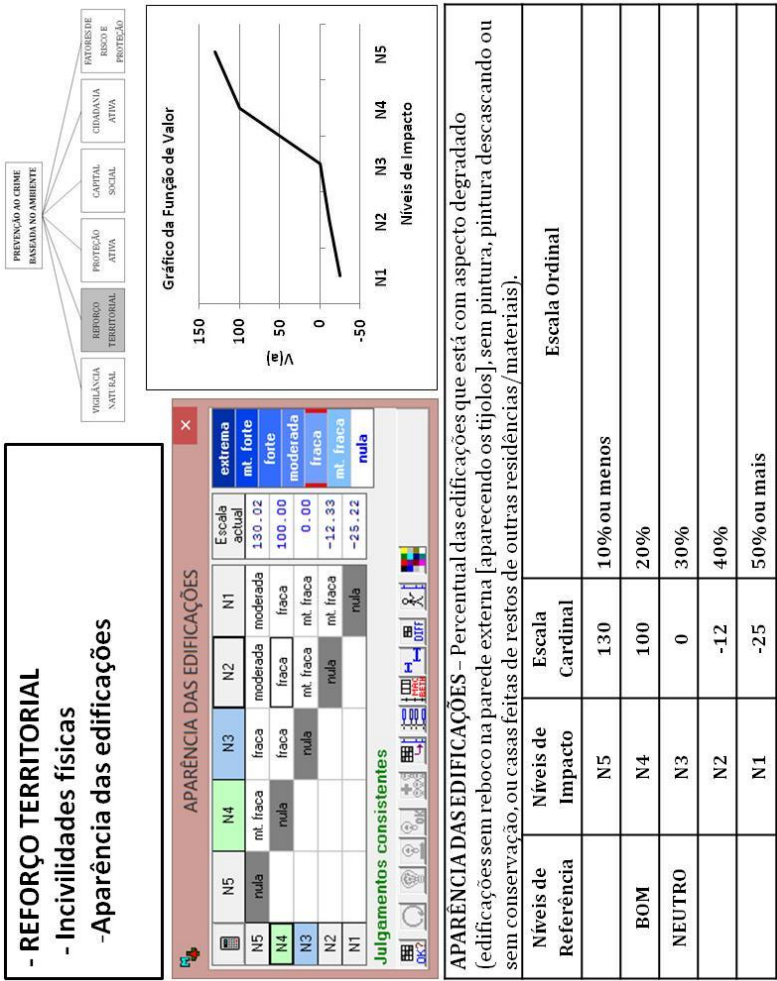 - REFORÇO TERRITORIAL
- Incivilidades físicas
-Aparência das edificações
PREVENÇÃO AO CRIME
BASEADA NO AMBIENTE
VIGILÂNCIA
NATURAL
REFORÇO
TERRITORIAL
PROTEÇÃO
ATIVA
CAPITAL
SOCIAL
CIDADANIA
ATIVA
FATORES DE
RISCO E
PROTEÇÃO
APARÊNCIA DAS EDIFICAÇÕES
N5 N4 N3 N2 N1 Escala
actual
N5 nula mt. fraca fraca moderada moderada 130.02
N4 nula fraca fraca fraca 100.00
N3 nula mt. fraca mt. fraca 0.00
N2 nula mt. fraca -12.33
N1 nula -25.22
extrema
mt. forte
forte
moderada
fraca
mt. fraca
nula
Julgamentos consistentes
OK?
OK
MAC
BETH
DIFF
Gráfico da Função de Valor
V(a)
150
100
50
0
-50
N1 N2 N3 N4 N5
Níveis de Impacto
APARÊNCIA DAS EDIFICAÇÕES – Percentual das edificações que está com aspecto degradado
(edificações sem reboco na parede externa [aparecendo os tijolos], sem pintura, pintura descascando ou
sem conservação, ou casas feitas de restos de outras residências/materiais).
Níveis de
Referência
Níveis de
Impacto
Escala
Cardinal
Escala Ordinal
N5 130 10% ou menos
BOM N4 100 20%
NEUTRO N3 0 30%
N2 -12 40%
N1 -25 50% ou mais